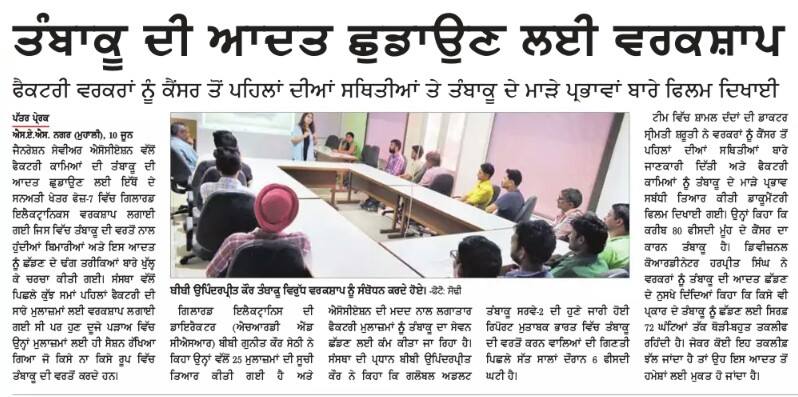 ਤੰਬਾਕੂ ਦੀ ਆਦਤ ਛੁਡਾਉਣ ਲਈ ਵਰਕਸ਼ਾਪ
ਫੈਕਟਰੀ ਵਰਕਰਾਂ ਨੂੰ ਕੈਂਸਰ ਤੋਂ ਪਹਿਲਾਂ ਦੀਆਂ ਸਥਿਤੀਆਂ ਤੇ ਤੰਬਾਕੂ ਦੇ ਮਾੜੇ ਪ੍ਰਭਾਵਾਂ ਬਾਰੇ ਫਿਲਮ ਦਿਖਾਈ
ਪੱਤਰ ਪ੍ਰੇਰਕ
ਐਸ.ਏ.ਐਸ. ਨਗਰ (ਮੁਹਾਲੀ), 10 ਜੂਨ
ਜੈਨਰੇਸ਼ਨ ਸੇਵੀਅਰ ਐਸੋਸੀਏਸ਼ਨ ਵੱਲੋਂ
ਫੈਕਟਰੀ ਕਾਮਿਆਂ ਦੀ ਤੰਬਾਕੂ ਦੀ
ਆਦਤ ਛੁਡਾਉਣ ਲਈ ਇੱਥੋਂ ਦੇ
ਸਨਅਤੀ ਖੇਤਰ ਫੇਜ਼-7 ਵਿੱਚ ਗਿਲਾਰਡ
ਇਲੈਕਟ੍ਰਾਨਿਕਸ ਵਰਕਸ਼ਾਪ ਲਗਾਈ
ਗਈ ਜਿਸ ਵਿੱਚ ਤੰਬਾਕੂ ਦੀ ਵਰਤੋਂ ਨਾਲ
ਹੁੰਦੀਆਂ ਬਿਮਾਰੀਆਂ ਅਤੇ ਇਸ ਆਦਤ
ਨੂੰ ਛੱਡਣ ਦੇ ਢੰਗ ਤਰੀਕਿਆਂ ਬਾਰੇ ਖੁੱਲ੍ਹ
ਕੇ ਚਰਚਾ ਕੀਤੀ ਗਈ। ਸੰਸਥਾ ਵੱਲੋਂ
ਪਿਛਲੇ ਕੁੱਝ ਸਮਾਂ ਪਹਿਲਾਂ ਫੈਕਟਰੀ ਦੀ
ਸਾਰੇ ਮੁਲਾਜ਼ਮਾਂ ਲਈ ਵਰਕਸ਼ਾਪ ਲਗਾਈ
ਗਈ ਸੀ ਪਰ ਹੁਣ ਦੂਜੇ ਪੜਾਅ ਵਿੱਚ
ਉਨ੍ਹਾਂ ਮੁਲਾਜ਼ਮਾਂ ਲਈ ਹੀ ਸੈਸ਼ਨ ਰੱਖਿਆ
ਗਿਆ ਜੋ ਕਿਸੇ ਨਾ ਕਿਸੇ ਰੂਪ ਵਿੱਚ
ਤੰਬਾਕੂ ਦੀ ਵਰਤੋਂ ਕਰਦੇ ਹਨ।
ਬੀਬੀ ਉਪਿੰਦਰਪ੍ਰੀਤ ਕੌਰ ਤੰਬਾਕੂ ਵਿਰੁੱਧ ਵਰਕਸ਼ਾਪ ਨੂੰ ਸੰਬੋਧਨ ਕਰਦੇ ਹੋਏ। -ਫੋਟੋ: ਸੋਢੀ
ਗਿਲਾਰਡ ਇਲੈਕਟ੍ਰਾਨਿਸ ਦੀ
ਡਾਇਰੈਕਟਰ (ਐਚਆਰਡੀ ਐਂਡ
ਸੀਐਸਆਰ) ਬੀਬੀ ਗੁਨੀਤ ਕੌਰ ਸੇਠੀ ਨੇ
ਕਿਹਾ ਉਨ੍ਹਾਂ ਵੱਲੋਂ 25 ਮੁਲਾਜ਼ਮਾਂ ਦੀ ਸੂਚੀ
ਤਿਆਰ ਕੀਤੀ ਗਈ ਹੈ ਅਤੇ
ਐਸੋਸੀਏਸ਼ਨ ਦੀ ਮਦਦ ਨਾਲ ਲਗਾਤਾਰ
ਫੈਕਟਰੀ ਮੁਲਾਜ਼ਮਾਂ ਨੂੰ ਤੰਬਾਕੂ ਦਾ ਸੇਵਨ
ਛੱਡਣ ਲਈ ਕੰਮ ਕੀਤਾ ਜਾ ਰਿਹਾ ਹੈ।
ਸੰਸਥਾ ਦੀ ਪ੍ਰਧਾਨ ਬੀਬੀ ਉਪਿੰਦਰਪ੍ਰੀਤ
ਕੌਰ ਨੇ ਕਿਹਾ ਕਿ ਗਲੋਬਲ ਅਡਲਟ
ਤੰਬਾਕੂ ਸਰਵੇ-2 ਦੀ ਹੁਣੇ ਜਾਰੀ ਹੋਈ
ਰਿਪੋਰਟ ਮੁਤਾਬਕ ਭਾਰਤ ਵਿੱਚ ਤੰਬਾਕੂ
ਦੀ ਵਰਤੋਂ ਕਰਨ ਵਾਲਿਆਂ ਦੀ ਗਿਣਤੀ
ਪਿਛਲੇ ਸੱਤ ਸਾਲਾਂ ਦੌਰਾਨ 6 ਫੀਸਦੀ
ਘਟੀ ਹੈ।
ਟੀਮ ਵਿੱਚ ਸ਼ਾਮਲ ਦੰਦਾਂ ਦੀ ਡਾਕਟਰ
ਸ੍ਰੀਮਤੀ ਸ਼ਰੂਤੀ ਨੇ ਵਰਕਰਾਂ ਨੂੰ ਕੈਂਸਰ ਤੋਂ
ਪਹਿਲਾਂ ਦੀਆਂ ਸਥਿਤੀਆਂ ਬਾਰੇ
ਜਾਣਕਾਰੀ ਦਿੱਤੀ ਅਤੇ ਫੈਕਟਰੀ
ਕਾਮਿਆਂ ਨੂੰ ਤੰਬਾਕੂ ਦੇ ਮਾੜੇ ਪ੍ਰਭਾਵ
ਸਬੰਧੀ ਤਿਆਰ ਕੀਤੀ ਡਾਕੂਮੈਂਟਰੀ
ਫਿਲਮ ਦਿਖਾਈ ਗਈ। ਉਨ੍ਹਾਂ ਕਿਹਾ ਕਿ
ਕਰੀਬ 80 ਫੀਸਦੀ ਮੂੰਹ ਦੇ ਕੈਂਸਰ ਦਾ
ਕਾਰਨ ਤੰਬਾਕੂ ਹੈ। ਡਿਵੀਜ਼ਨਲ
ਕੋਆਰਡੀਨੇਟਰ ਹਰਪ੍ਰੀਤ ਸਿੰਘ ਨੇ
ਵਰਕਰਾਂ ਨੂੰ ਤੰਬਾਕੂ ਦੀ ਆਦਤ ਛੱਡਣ
ਦੇ ਨੁਸਖੇ ਦਿੰਦਿਆਂ ਕਿਹਾ ਕਿ ਕਿਸੇ ਵੀ
ਪ੍ਰਕਾਰ ਦੇ ਤੰਬਾਕੂ ਨੂੰ ਛੱਡਣ ਲਈ ਸਿਰਫ਼
72 ਘੰਟਿਆਂ ਤੱਕ ਥੋੜੀ-ਬਹੁਤ ਤਕਲੀਫ
ਰਹਿੰਦੀ ਹੈ। ਜੇਕਰ ਕੋਈ ਇਹ ਤਕਲੀਫ਼
ਝੱਲ ਜਾਂਦਾ ਹੈ ਤਾਂ ਉਹ ਇਸ ਆਦਤ ਤੋਂ
ਹਮੇਸ਼ਾਂ ਲਈ ਮੁਕਤ ਹੋ ਜਾਂਦਾ ਹੈ।